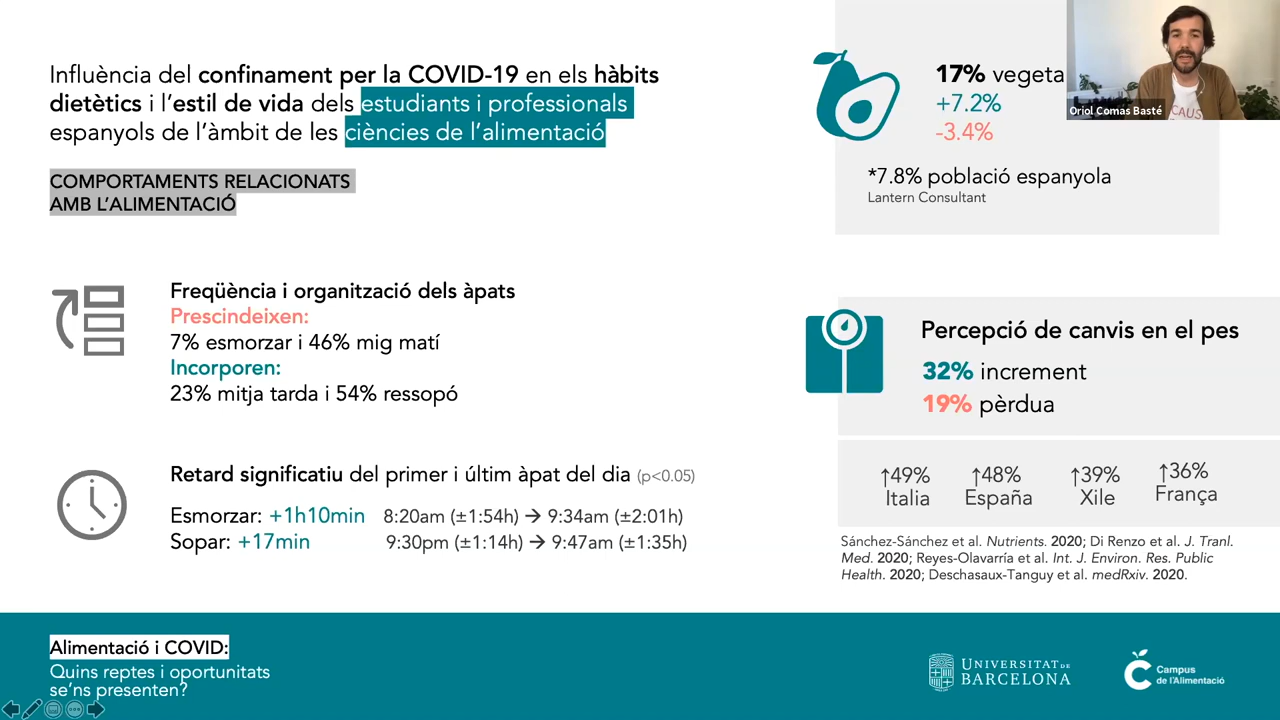 Influència del confinament per la COVID-19 en els hàbits
dietètics i l'estil de vida dels estudiants i professionals
espanyols de l'àmbit de les ciències de l'alimentació
COMPORTAMENTS RELACIONATS
AMB L'ALIMENTACIÓ
Freqüència i organització dels àpats
Prescindeixen:
7% esmorzar i 46% mig matí
Incorporen:
23% mitja tarda i 54% ressopó
Retard significatiu del primer i últim àpat del dia (p<0.05)
Esmorzar: +1h10min 8:20am (±1:54h) → 9:34am (±2:01h)
Sopar: +17min 9:30pm (±1:14h) → 9:47am (±1:35h)
17% vegeta
+7.2%
-3.4%
*7.8% població espanyola
Lantern Consultant
Oriol Comas Basté
CAUS
Percepció de canvis en el pes
32% increment
19% pèrdua
↑49% ↑48% ↑39% ↑36%
Italia España Xile França
Sánchez-Sánchez et al. Nutrients. 2020; Di Renzo et al. J. Tranl.
Med. 2020; Reyes-Olavarría et al. Int. J. Environ. Res. Public
Health. 2020; Deschasaux-Tanguy et al. medRxiv. 2020.
Alimentació i COVID:
Quins reptes i oportunitats
se'ns presenten?
UNIVERSITAT DE
BARCELONA
Campus
de l'Alimentació